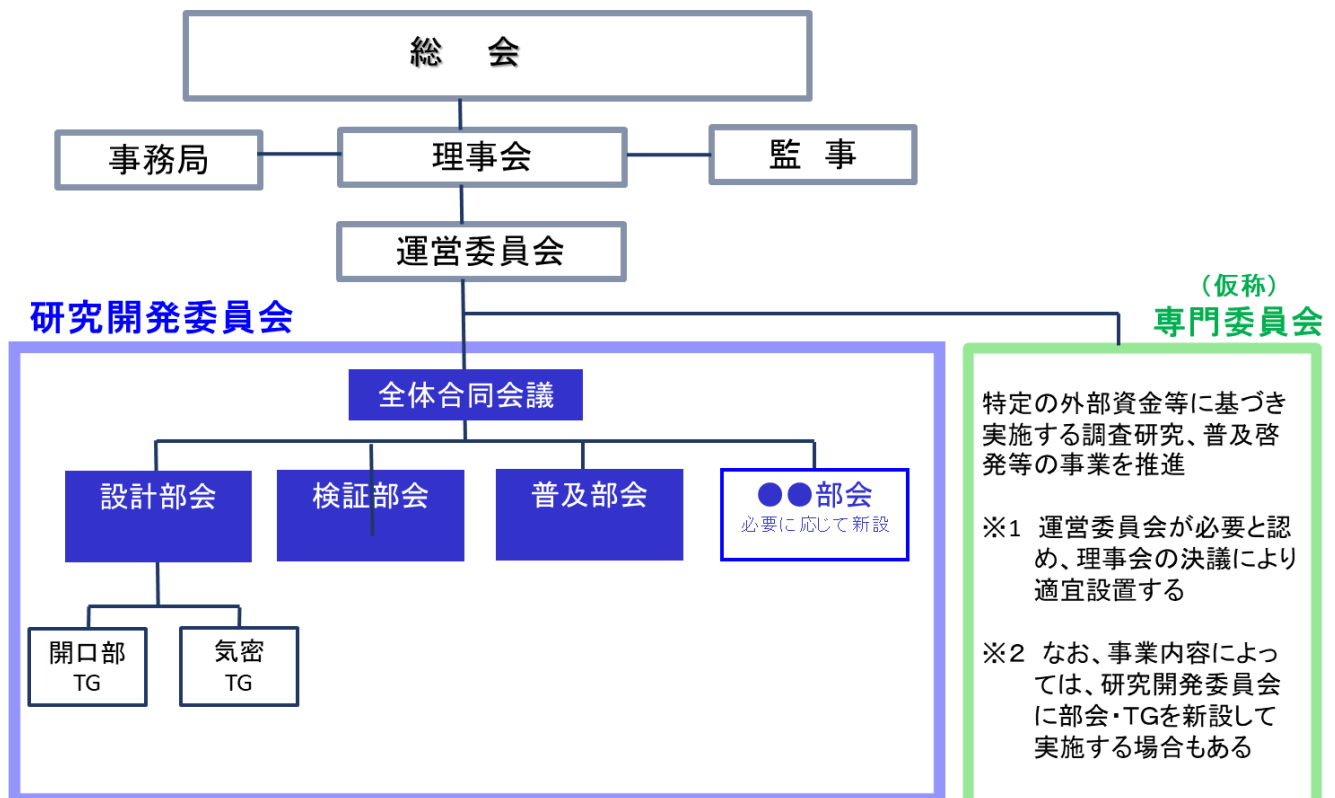 総　会
事務局
理事会
監　事
運営委員会
研究開発委員会
（仮称）
専門委員会
全体合同会議
設計部会
検証部会
普及部会
●●部会
必要に応じて新設
開口部
TG
気密
TG
特定の外部資金等に基づき
実施する調査研究、普及啓
発等の事業を推進
※1　運営委員会が必要と認
め、理事会の決議により
適宜設置する
※２　なお、事業内容によっ
ては、研究開発委員会
に部会・TGを新設して
実施する場合もある